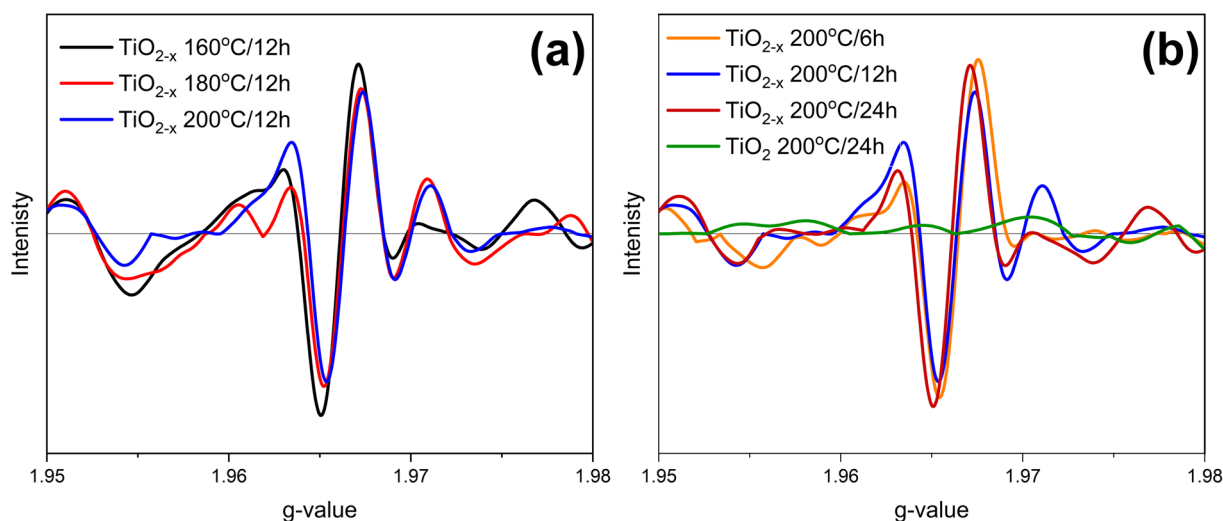 (a)
TiO₂₋ₓ 160°C/12h
TiO₂₋ₓ 180°C/12h
TiO₂₋ₓ 200°C/12h
Intenisty
1.95
1.96
1.97
1.98
g-value
(b)
TiO₂₋ₓ 200°C/6h
TiO₂₋ₓ 200°C/12h
TiO₂₋ₓ 200°C/24h
TiO₂ 200°C/24h
Intenisty
1.95
1.96
1.97
1.98
g-value